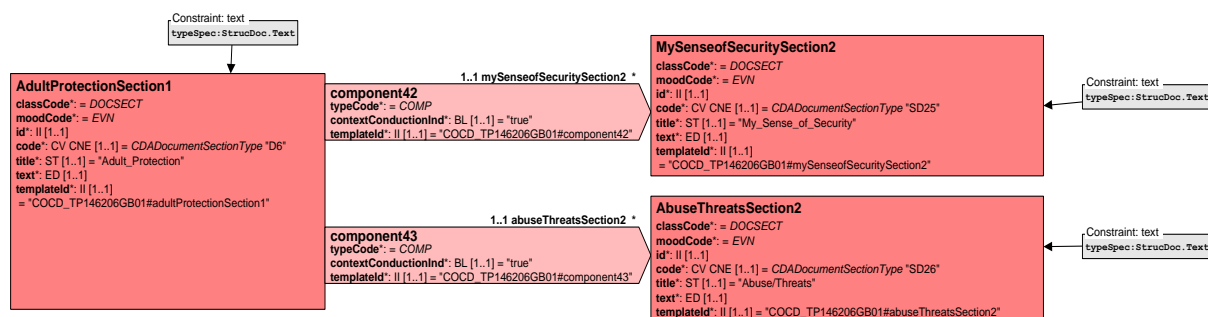 Constraint: text
typeSpec:StrucDoc.Text
AdultProtectionSection1
classCode*: = DOCSECT
moodCode*: = EVN
id*: II [1..1]
code*: CV CNE [1..1] = CDADocumentSectionType "D6"
title*: ST [1..1] = "Adult_Protection"
text*: ED [1..1]
templateId*: II [1..1]
= "COCD_TP146206GB01#adultProtectionSection1"
1..1 mySenseofSecuritySection2 *
component42
typeCode*: = COMP
contextConductionInd*: BL [1..1] = "true"
templateId*: II [1..1] = "COCD_TP146206GB01#component42"
MySenseofSecuritySection2
classCode*: = DOCSECT
moodCode*: = EVN
id*: II [1..1]
code*: CV CNE [1..1] = CDADocumentSectionType "SD25"
title*: ST [1..1] = "My_Sense_of_Security"
text*: ED [1..1]
templateId*: II [1..1]
= "COCD_TP146206GB01#mySenseofSecuritySection2"
Constraint: text
typeSpec:StrucDoc.Text
1..1 abuseThreatsSection2 *
component43
typeCode*: = COMP
contextConductionInd*: BL [1..1] = "true"
templateId*: II [1..1] = "COCD_TP146206GB01#component43"
AbuseThreatsSection2
classCode*: = DOCSECT
moodCode*: = EVN
id*: II [1..1]
code*: CV CNE [1..1] = CDADocumentSectionType "SD26"
title*: ST [1..1] = "Abuse/Threats"
text*: ED [1..1]
templateId*: II [1..1] = "COCD_TP146206GB01#abuseThreatsSection2"
Constraint: text
typeSpec:StrucDoc.Text